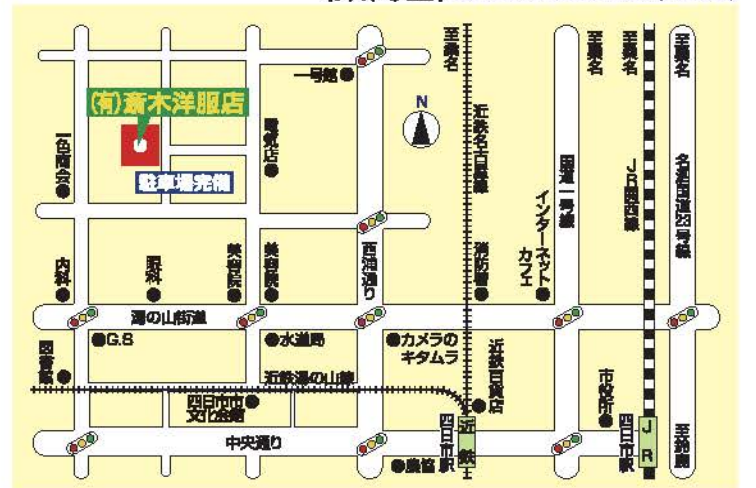 一号館
至桑名
至桑名
至桑名
至桑名
(有)斎木洋服店
N
一色商会
電気店
近鉄名古屋線
国道一号線
JR関西線
名四国道23号線
駐車場完備
インターネット
カフェ
内科
眼科
美容院
美容院
西浦通り
消防署
湯の山街道
G.S
水道局
カメラの
キタムラ
図書館
近鉄湯の山線
近鉄百貨店
四日市市
文化会館
市役所
中央通り
農協
四日市駅
近鉄
四日市駅
JR
至鈴鹿